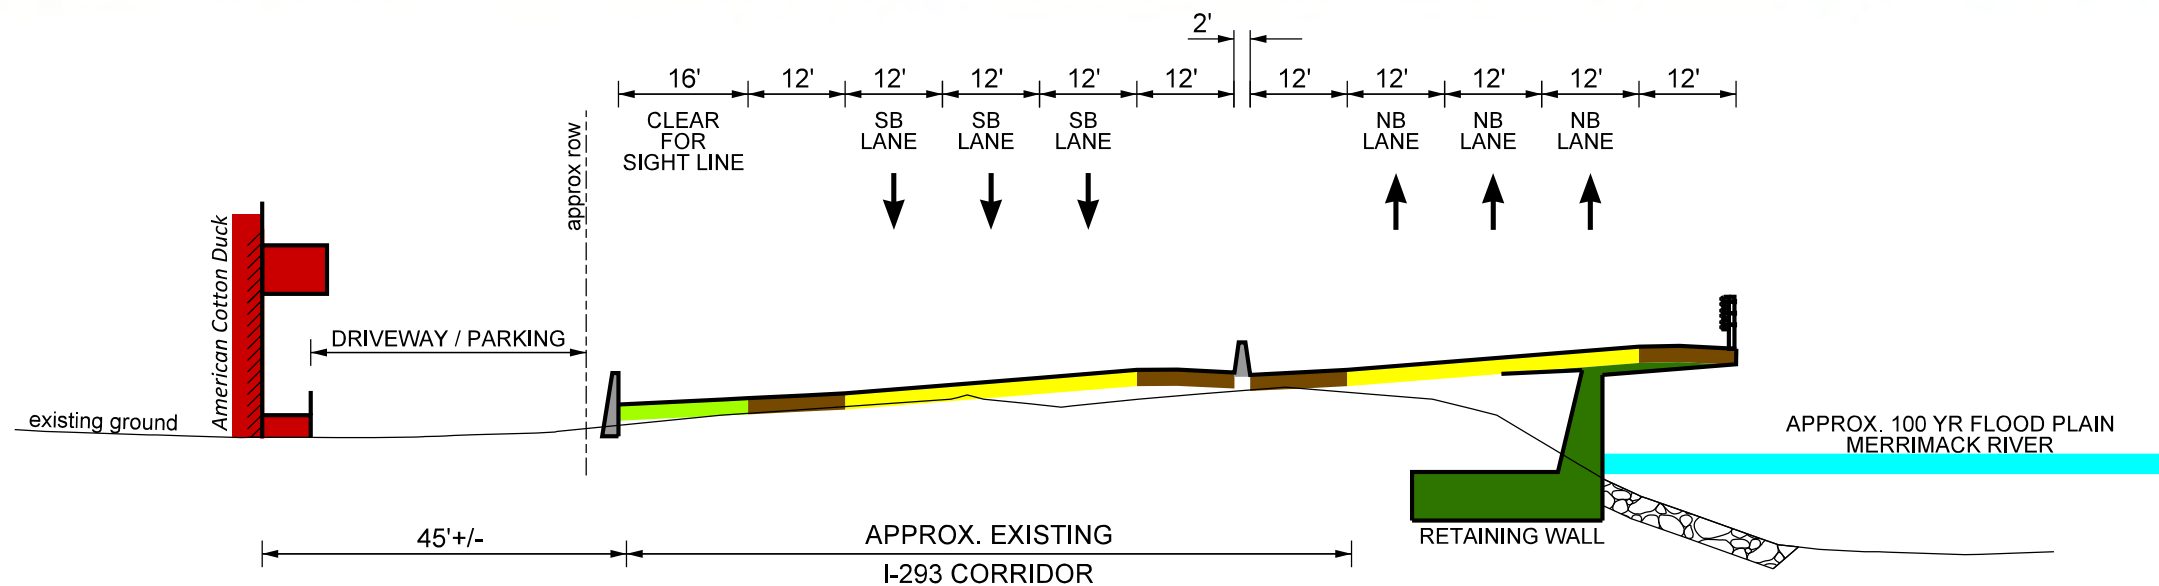 2'
16' 12' 12' 12' 12' 12' 12' 12' 12' 12' 12'
CLEAR
FOR
SIGHT LINE
SB
LANE
SB
LANE
SB
LANE
NB
LANE
NB
LANE
NB
LANE
approx row
American Cotton Duck
DRIVEWAY / PARKING
existing ground
APPROX. 100 YR FLOOD PLAIN
MERRIMACK RIVER
RETAINING WALL
45'+/-
APPROX. EXISTING
I-293 CORRIDOR